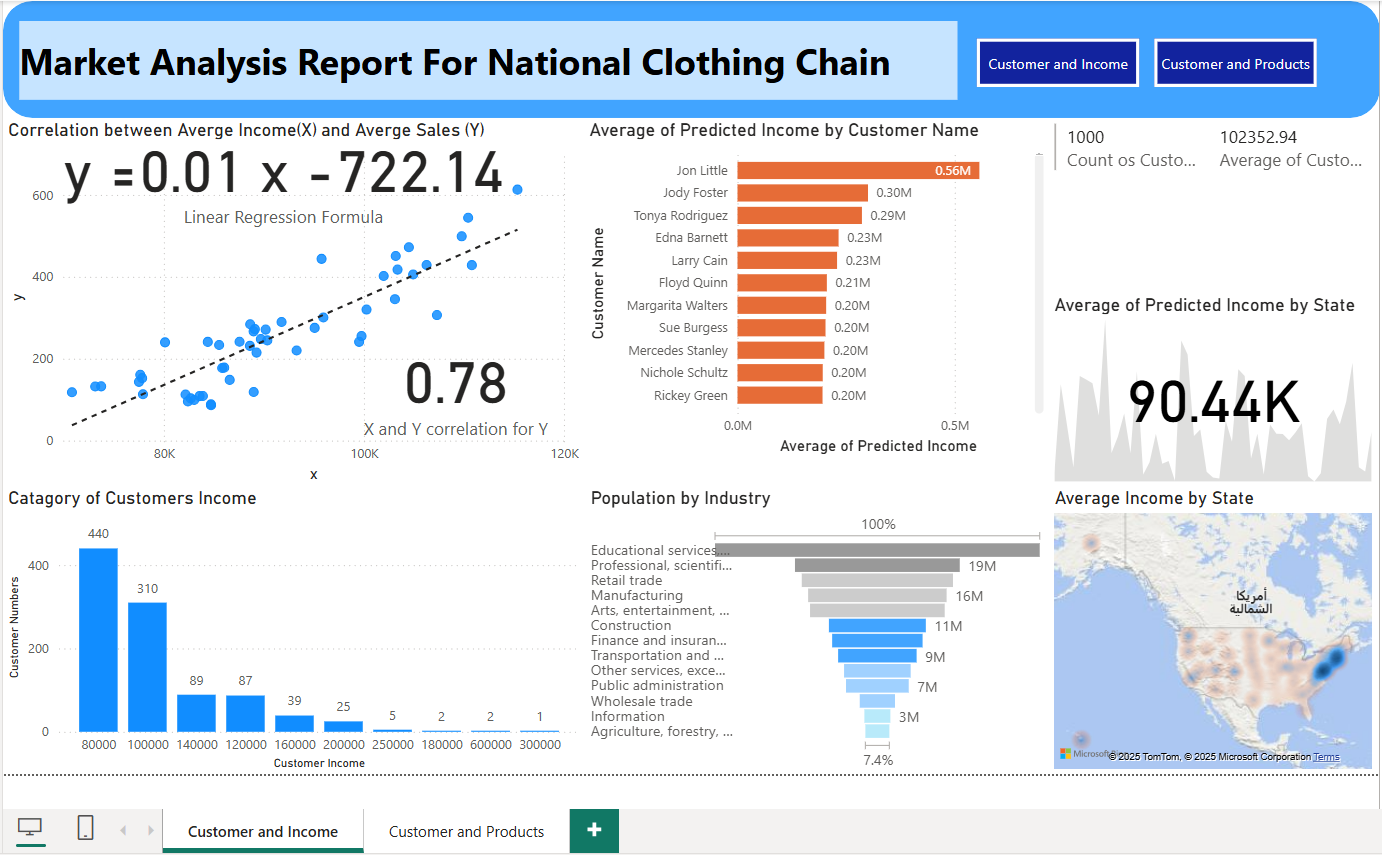 Market Analysis Report For National Clothing Chain
Customer and Income
Customer and Products
Correlation between Averge Income(X) and Averge Sales (Y)
y =0.01 x -722.14
Linear Regression Formula
600
400
200
0
y
80K
100K
120K
x
0.78
X and Y correlation for Y
Average of Predicted Income by Customer Name
Customer Name
Jon Little
0.56M
Jody Foster
0.30M
Tonya Rodriguez
0.29M
Edna Barnett
0.23M
Larry Cain
0.23M
Floyd Quinn
0.21M
Margarita Walters
0.20M
Sue Burgess
0.20M
Mercedes Stanley
0.20M
Nichole Schultz
0.20M
Rickey Green
0.20M
0.0M
0.5M
Average of Predicted Income
1000
Count os Custo...
102352.94
Average of Custo...
Average of Predicted Income by State
90.44K
Catagory of Customers Income
Customer Numbers
400
200
0
440
310
89
87
39
25
5
2
2
1
80000
100000
140000
120000
160000
200000
250000
180000
600000
300000
Customer Income
Population by Industry
100%
Educational services,...
Professional, scientifi...
19M
Retail trade
Manufacturing
16M
Arts, entertainment, ...
Construction
11M
Finance and insuran...
Transportation and ...
9M
Other services, exce...
Public administration
7M
Wholesale trade
Information
3M
Agriculture, forestry, ...
7.4%
Average Income by State
أمريكا
الشمالية
Microsoft
© 2025 TomTom, © 2025 Microsoft Corporation Terms
Customer and Income
Customer and Products